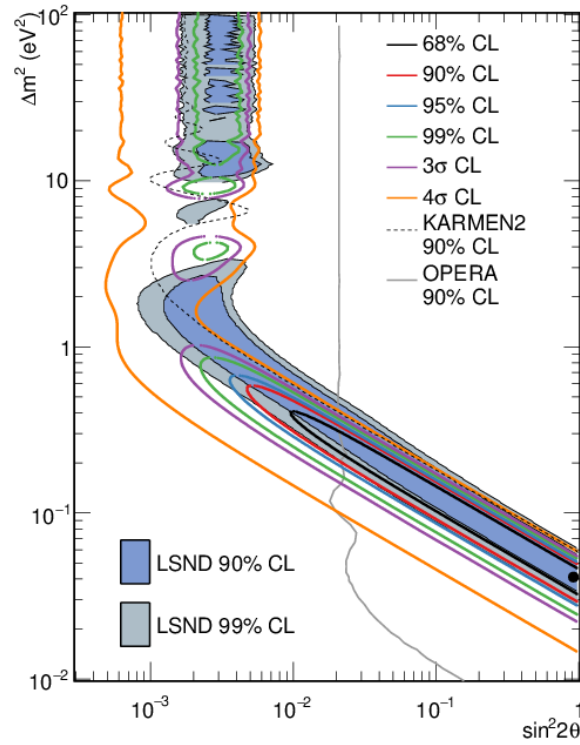 Δm² (eV²)
10²
10
1
10⁻¹
10⁻²
68% CL
90% CL
95% CL
99% CL
3σ CL
4σ CL
KARMEN2
90% CL
OPERA
90% CL
LSND 90% CL
LSND 99% CL
10⁻³
10⁻²
10⁻¹
1
sin²2θ